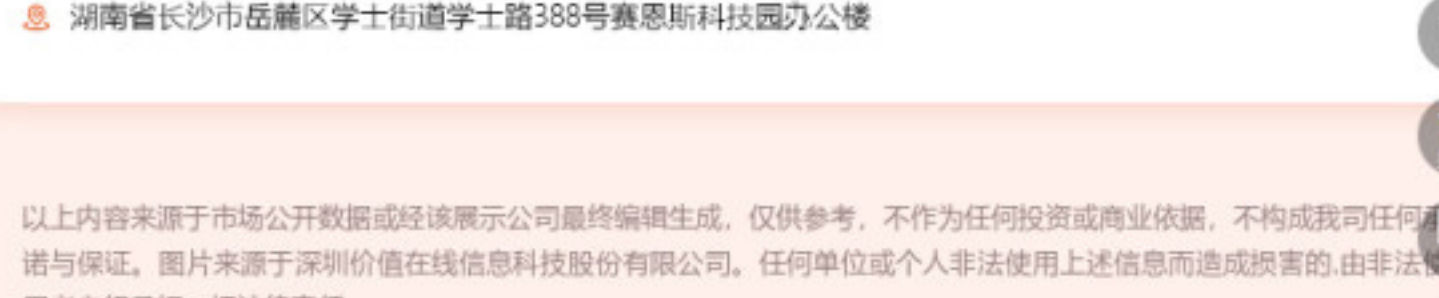 湖南省长沙市岳麓区学士街道学士路388号赛恩斯科技园办公楼
以上内容来源于市场公开数据或经该展示公司最终编辑生成，仅供参考，不作为任何投资或商业依据，不构成我司任何承
诺与保证。图片来源于深圳价值在线信息科技股份有限公司。任何单位或个人非法使用上述信息而造成损害的,由非法使